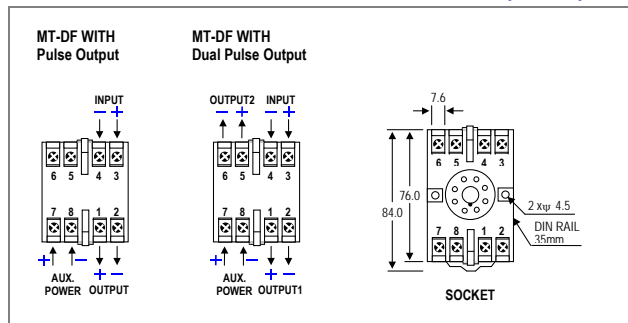 MT-DF WITH
Pulse Output
MT-DF WITH
Dual Pulse Output
INPUT
− +
6 5 4 3
7 8 1 2
+ − + −
AUX.
POWER
OUTPUT
OUTPUT2 INPUT
− + − +
6 5 4 3
7 8 1 2
+ − + −
AUX.
POWER
OUTPUT1
7.6
6 5 4 3
76.0
84.0
2 xψ 4.5
DIN RAIL
35mm
7 8 1 2
SOCKET